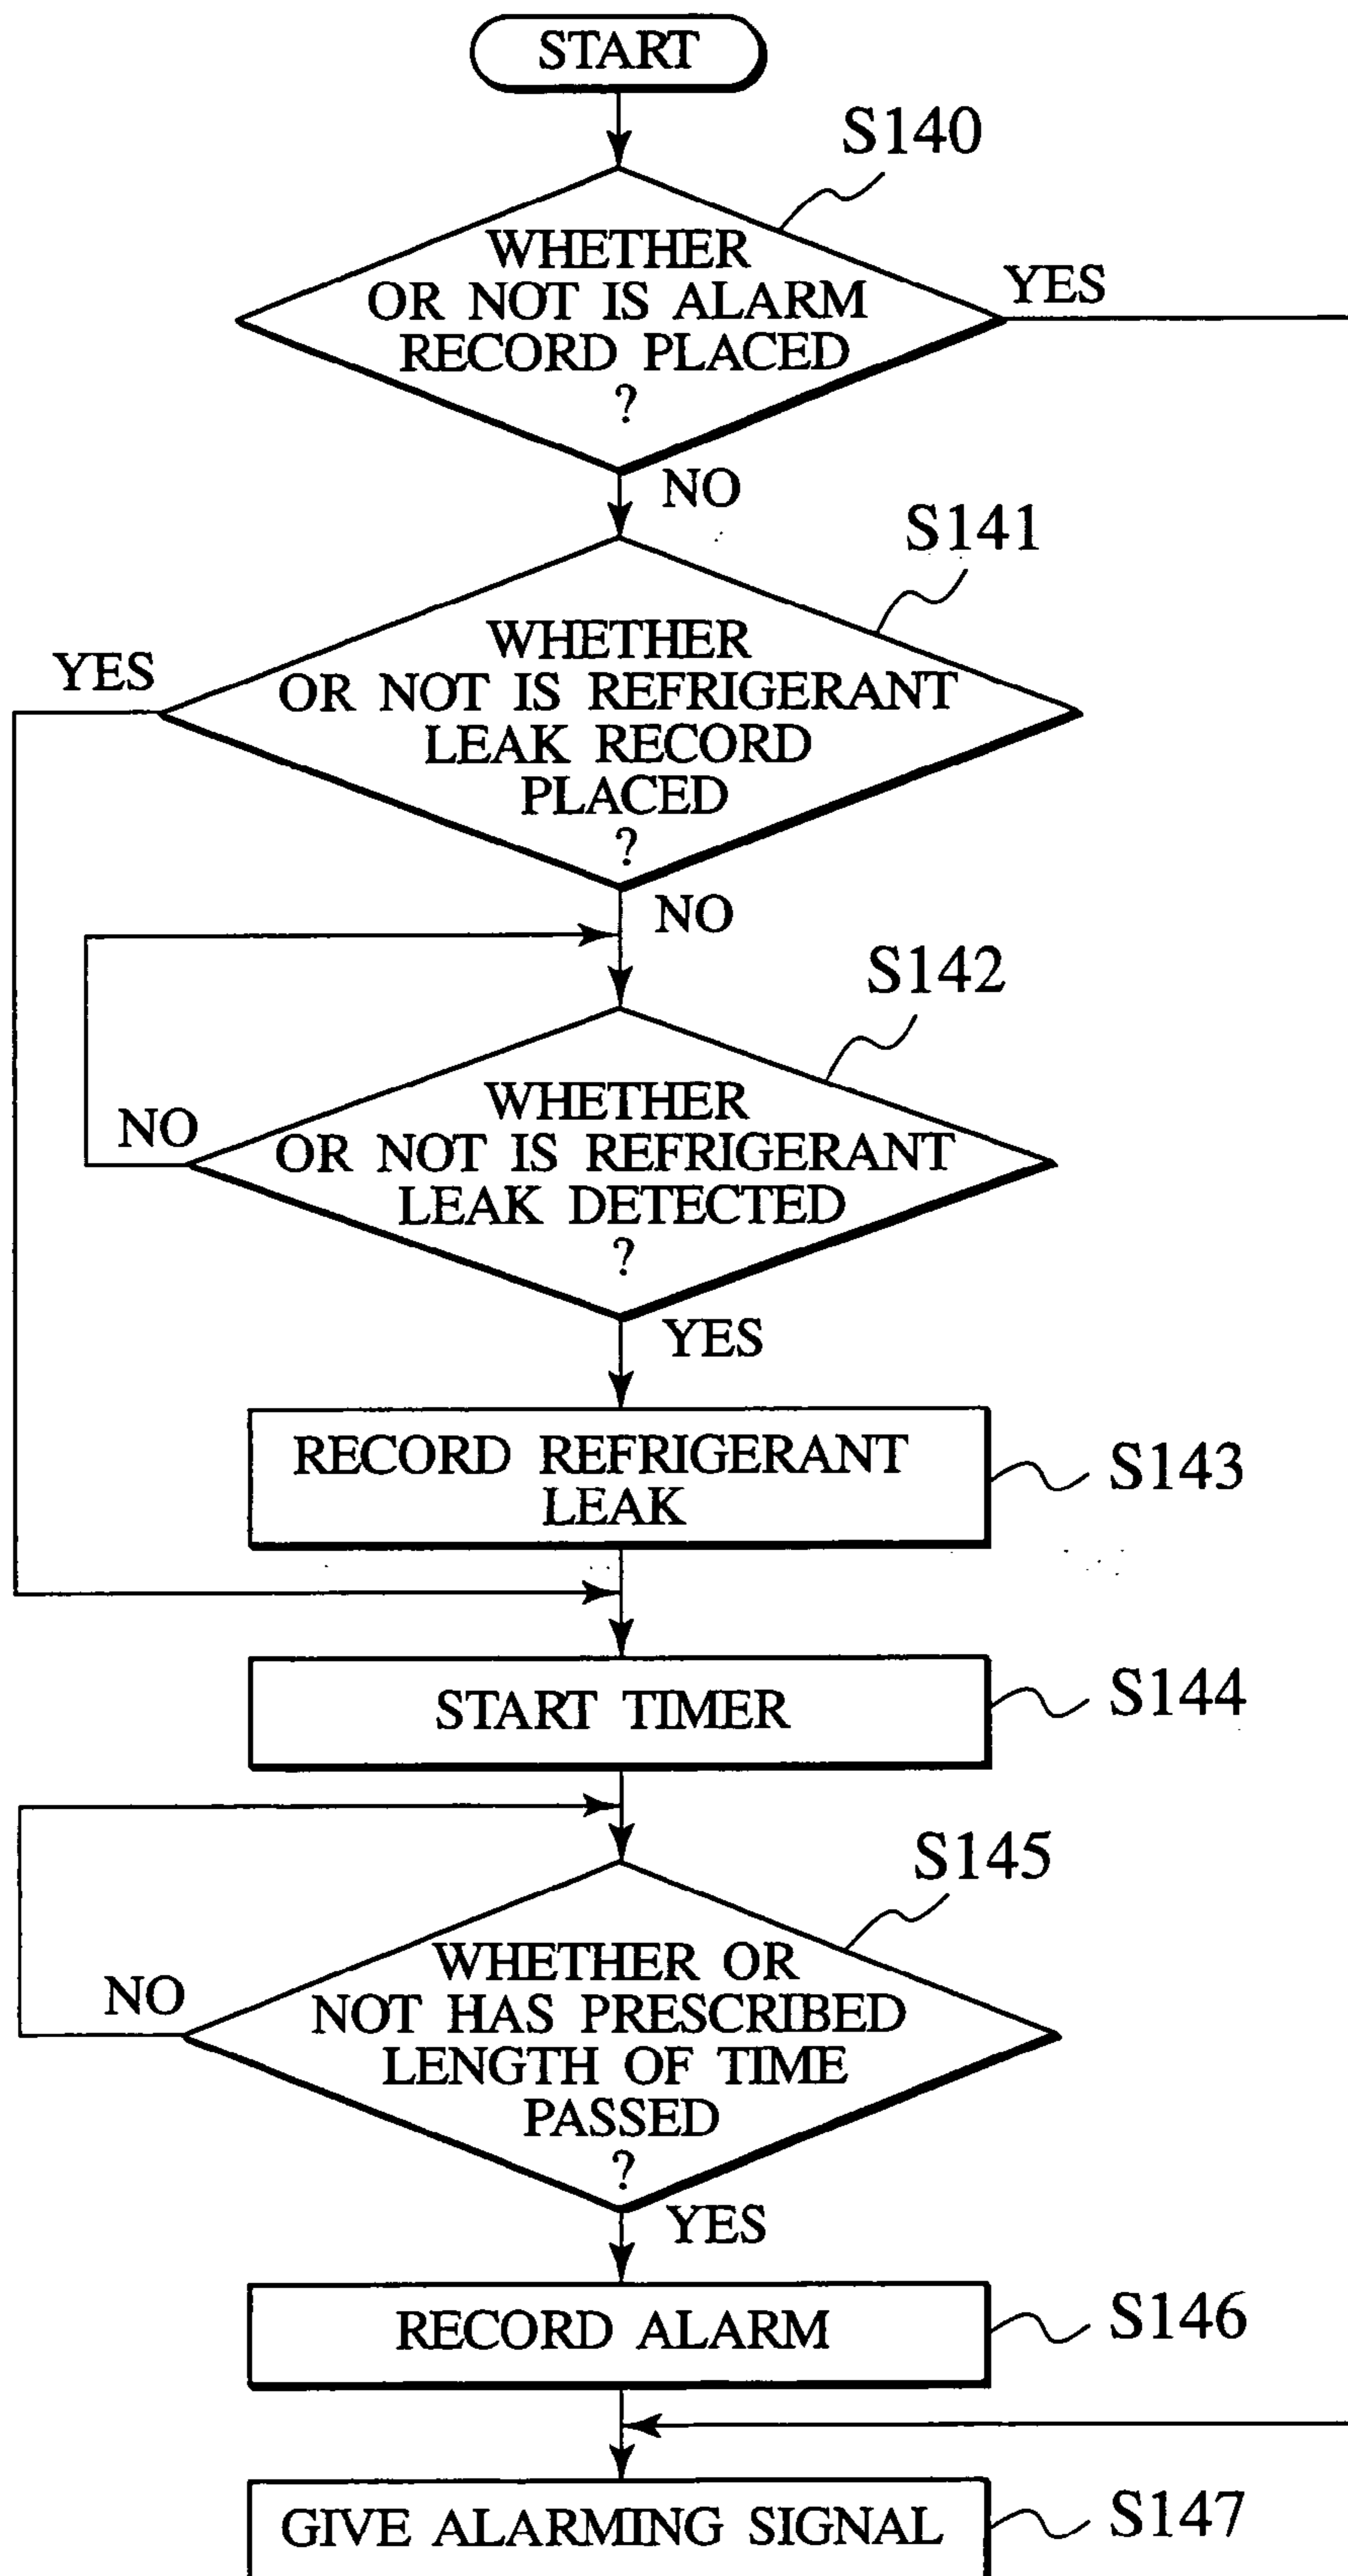 START
S140
WHETHER
OR NOT IS ALARM
RECORD PLACED
?
YES
NO
S141
WHETHER
OR NOT IS REFRIGERANT
LEAK RECORD
PLACED
?
YES
NO
S142
WHETHER
OR NOT IS REFRIGERANT
LEAK DETECTED
?
NO
YES
RECORD REFRIGERANT
LEAK
S143
START TIMER
S144
S145
WHETHER OR
NOT HAS PRESCRIBED
LENGTH OF TIME
PASSED
?
NO
YES
RECORD ALARM
S146
GIVE ALARMING SIGNAL
S147